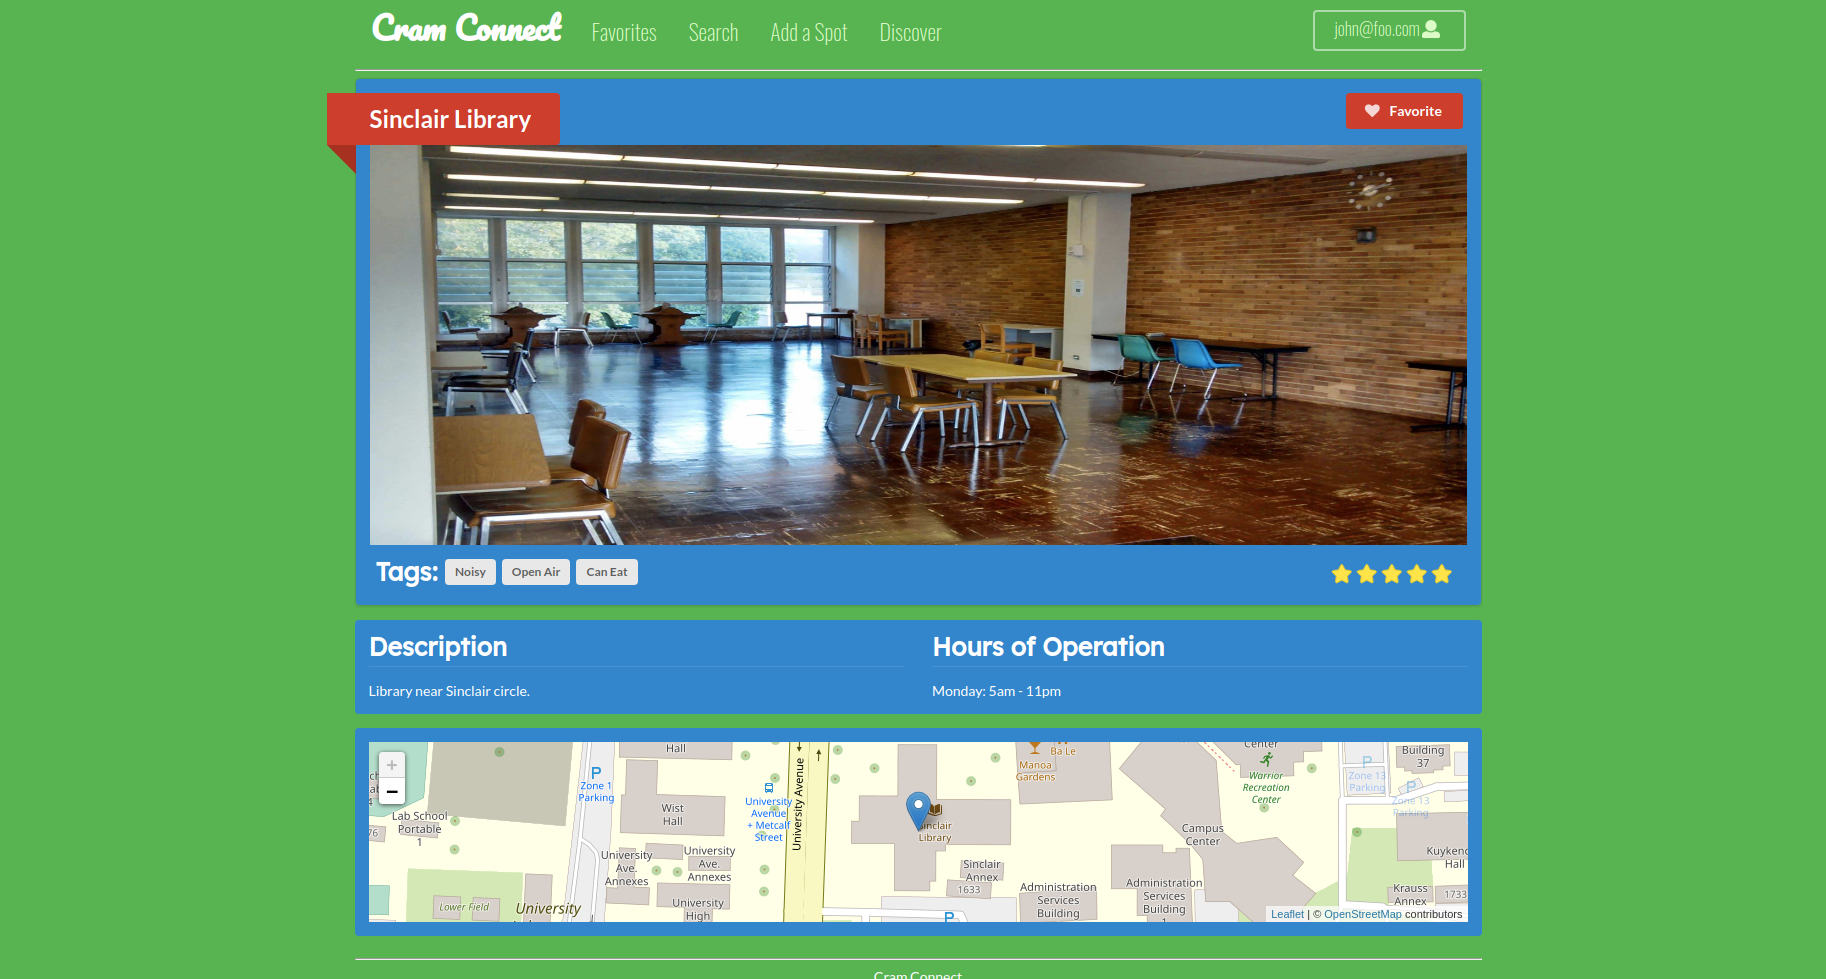 Cram Connect
Favorites
Search
Add a Spot
Discover
john@foo.com
Sinclair Library
Favorite
Tags:
Noisy
Open Air
Can Eat
Description
Library near Sinclair circle.
Hours of Operation
Monday: 5am - 11pm
+
−
Hall
P
Zone 1
Parking
Wist
Hall
University
Avenue
+ Metcalf
Street
University Avenue
Lab School
Portable
1
76
University
Ave.
Annexes
University
Ave.
Annexes
University
High
Lower Field
University
Library
Sinclair
Annex
1633
P
Manoa
Gardens
Ba Le
Center
Warrior
Recreation
Center
Campus
Center
Administration
Services
Building
Administration
Services
Building
1
P
Zone 13
Parking
P
Zone 13
Parking
Building
37
Hall
Krauss
Annex
1733
Leaflet | © OpenStreetMap contributors
Cram Connect